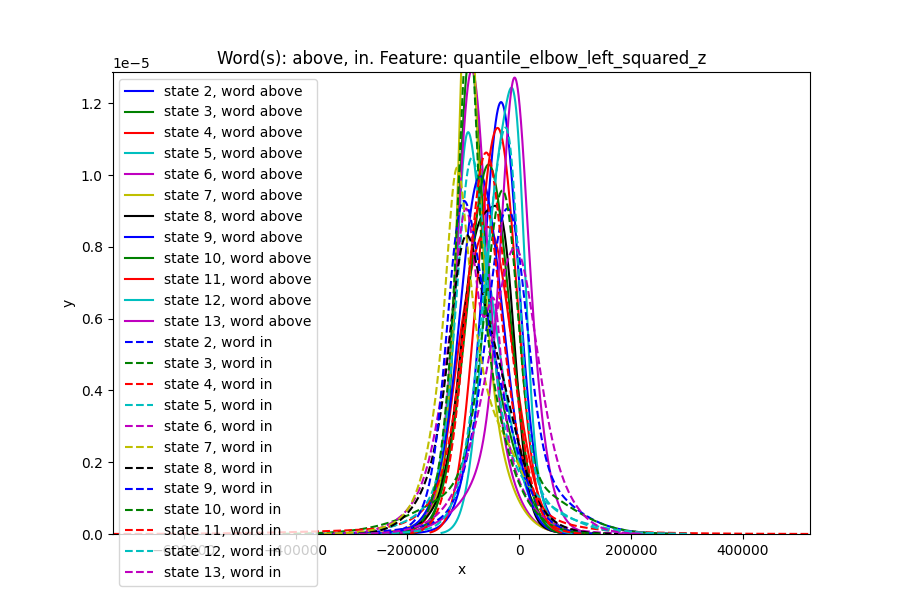 Word(s): above, in. Feature: quantile_elbow_left_squared_z
1e−5
1.2
1.0
0.8
0.6
0.4
0.2
0.0
y
state 2, word above
state 3, word above
state 4, word above
state 5, word above
state 6, word above
state 7, word above
state 8, word above
state 9, word above
state 10, word above
state 11, word above
state 12, word above
state 13, word above
state 2, word in
state 3, word in
state 4, word in
state 5, word in
state 6, word in
state 7, word in
state 8, word in
state 9, word in
state 10, word in
state 11, word in
state 12, word in
state 13, word in
−400000 −200000 0 200000 400000
x